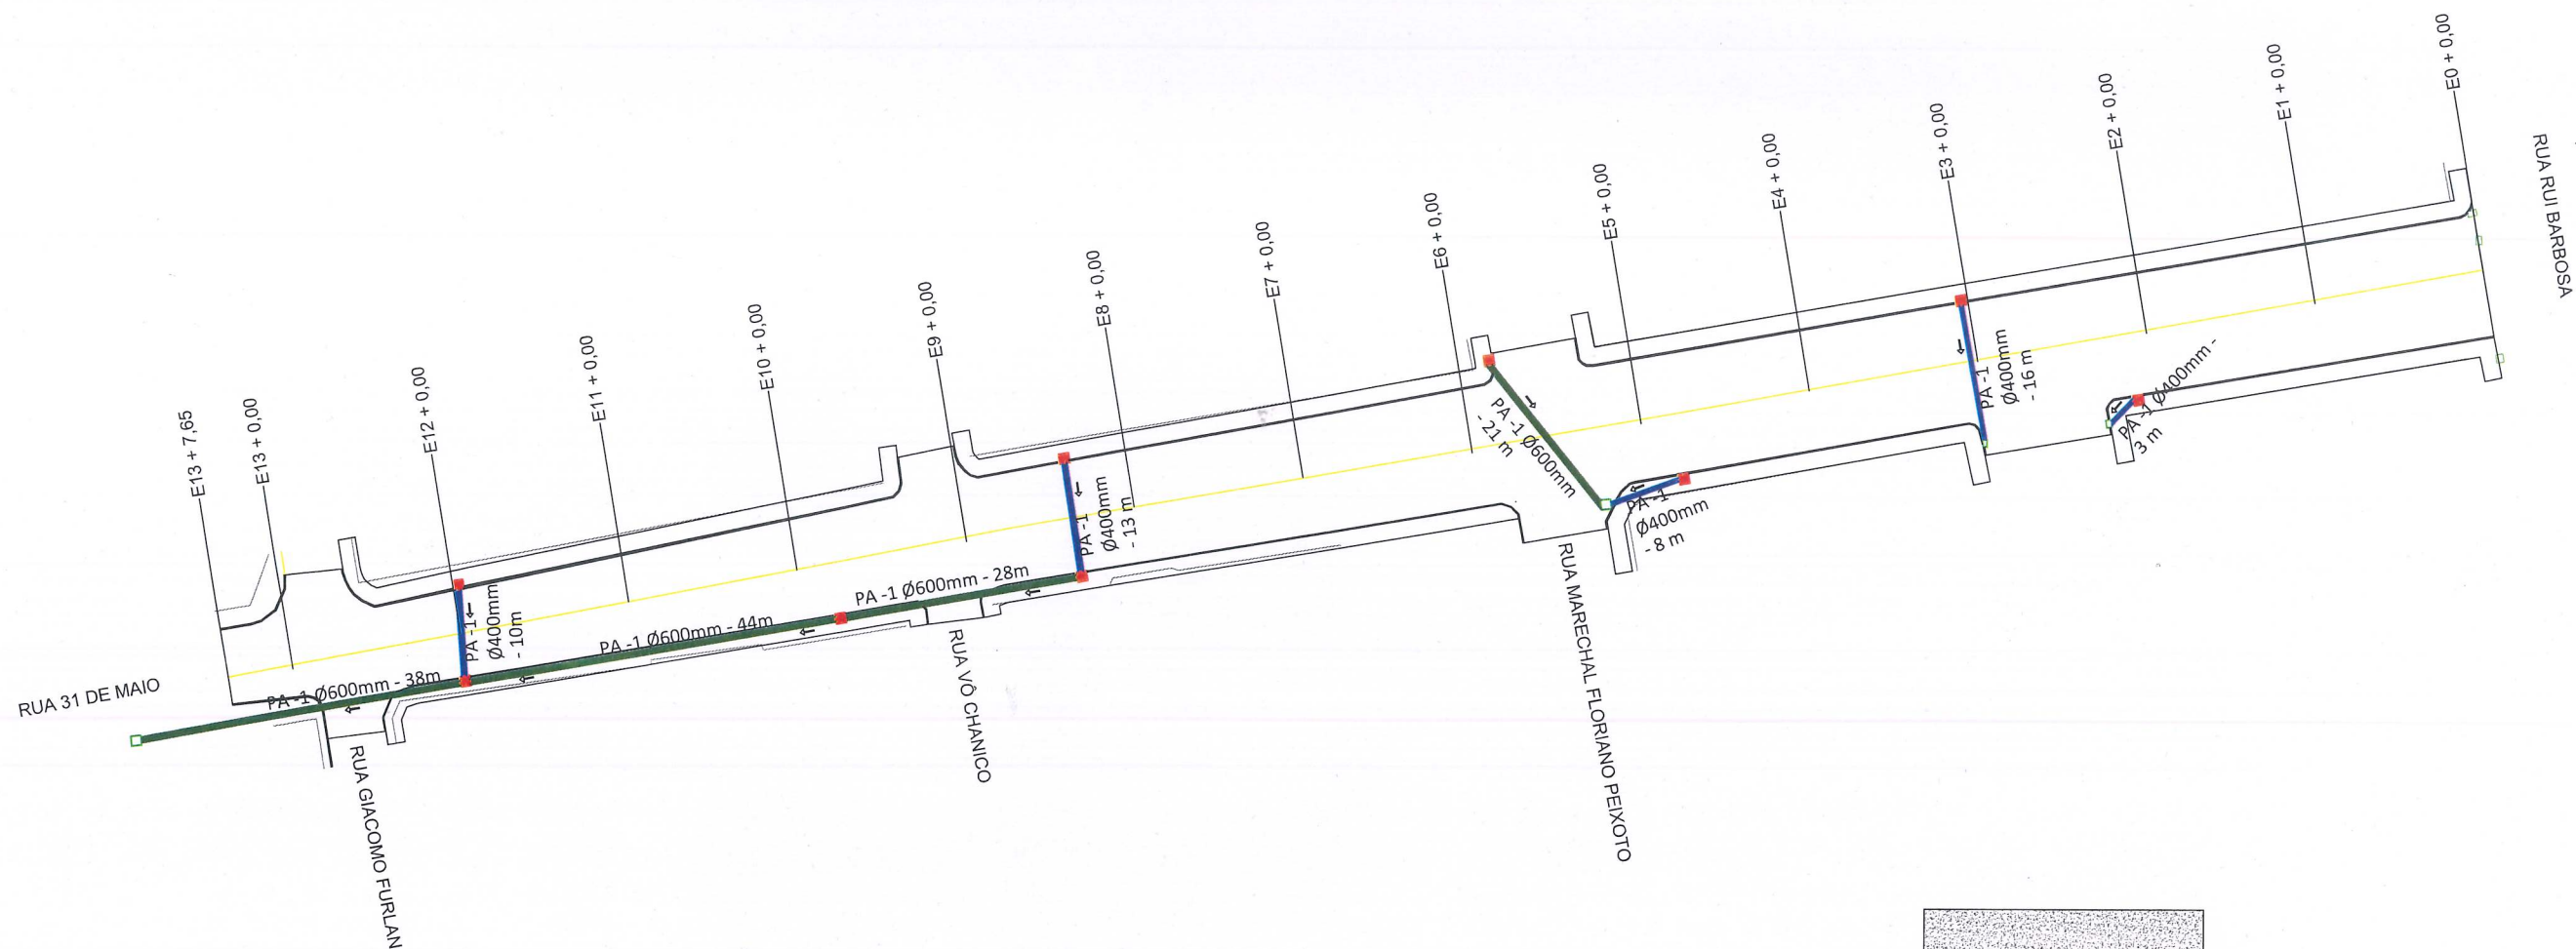 E13 + 7,65
E13 + 0,00
E12 + 0,00
E11 + 0,00
E10 + 0,00
E9 + 0,00
E8 + 0,00
E7 + 0,00
E6 + 0,00
E5 + 0,00
E4 + 0,00
E3 + 0,00
E2 + 0,00
E1 + 0,00
E0 + 0,00
RUA RUI BARBOSA
PA -1
Ø400mm
- 16 m
PA -1 Ø400mm -
3 m
PA -1 Ø600mm
- 21 m
PA -1
Ø400mm
- 8 m
PA -1
Ø400mm
- 13 m
PA -1 Ø600mm - 28m
PA -1 Ø600mm - 44m
PA -1
Ø400mm
- 10m
PA -1 Ø600mm - 38m
RUA 31 DE MAIO
RUA GIACOMO FURLAN
RUA VÔ CHANICO
RUA MARECHAL FLORIANO PEIXOTO